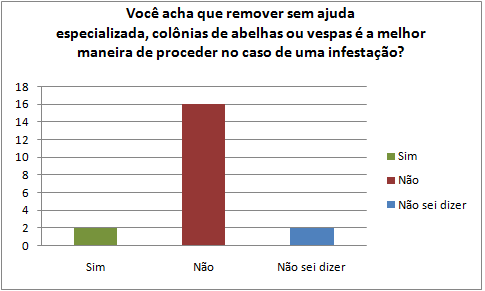 Você acha que remover sem ajuda
especializada, colônias de abelhas ou vespas é a melhor
maneira de proceder no caso de uma infestação?
18
16
14
12
10
8
6
4
2
0
Sim
Não
Não sei dizer
Sim
Não
Não sei dizer